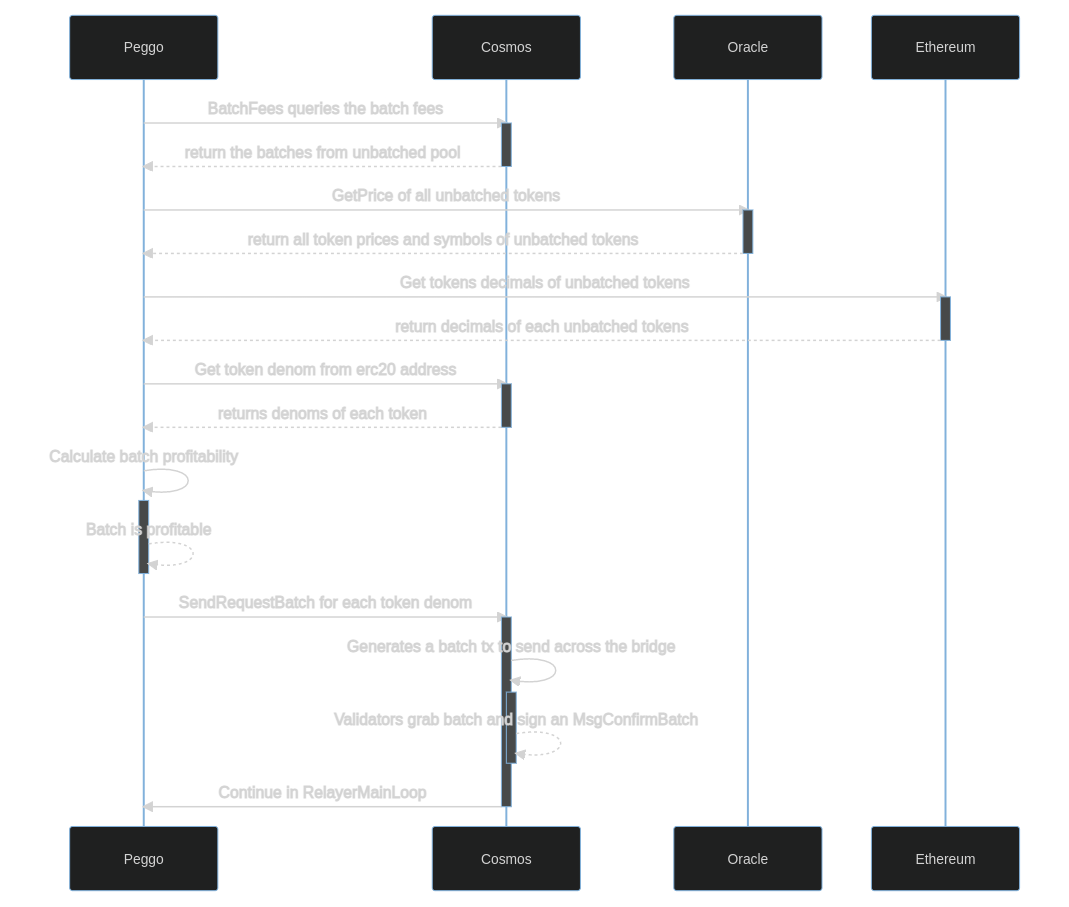 Peggo
Cosmos
Oracle
Ethereum
BatchFees queries the batch fees
return the batches from unbatched pool
GetPrice of all unbatched tokens
return all token prices and symbols of unbatched tokens
Get tokens decimals of unbatched tokens
return decimals of each unbatched tokens
Get token denom from erc20 address
returns denoms of each token
Calculate batch profitability
Batch is profitable
SendRequestBatch for each token denom
Generates a batch tx to send across the bridge
Validators grab batch and sign an MsgConfirmBatch
Continue in RelayerMainLoop
Peggo
Cosmos
Oracle
Ethereum